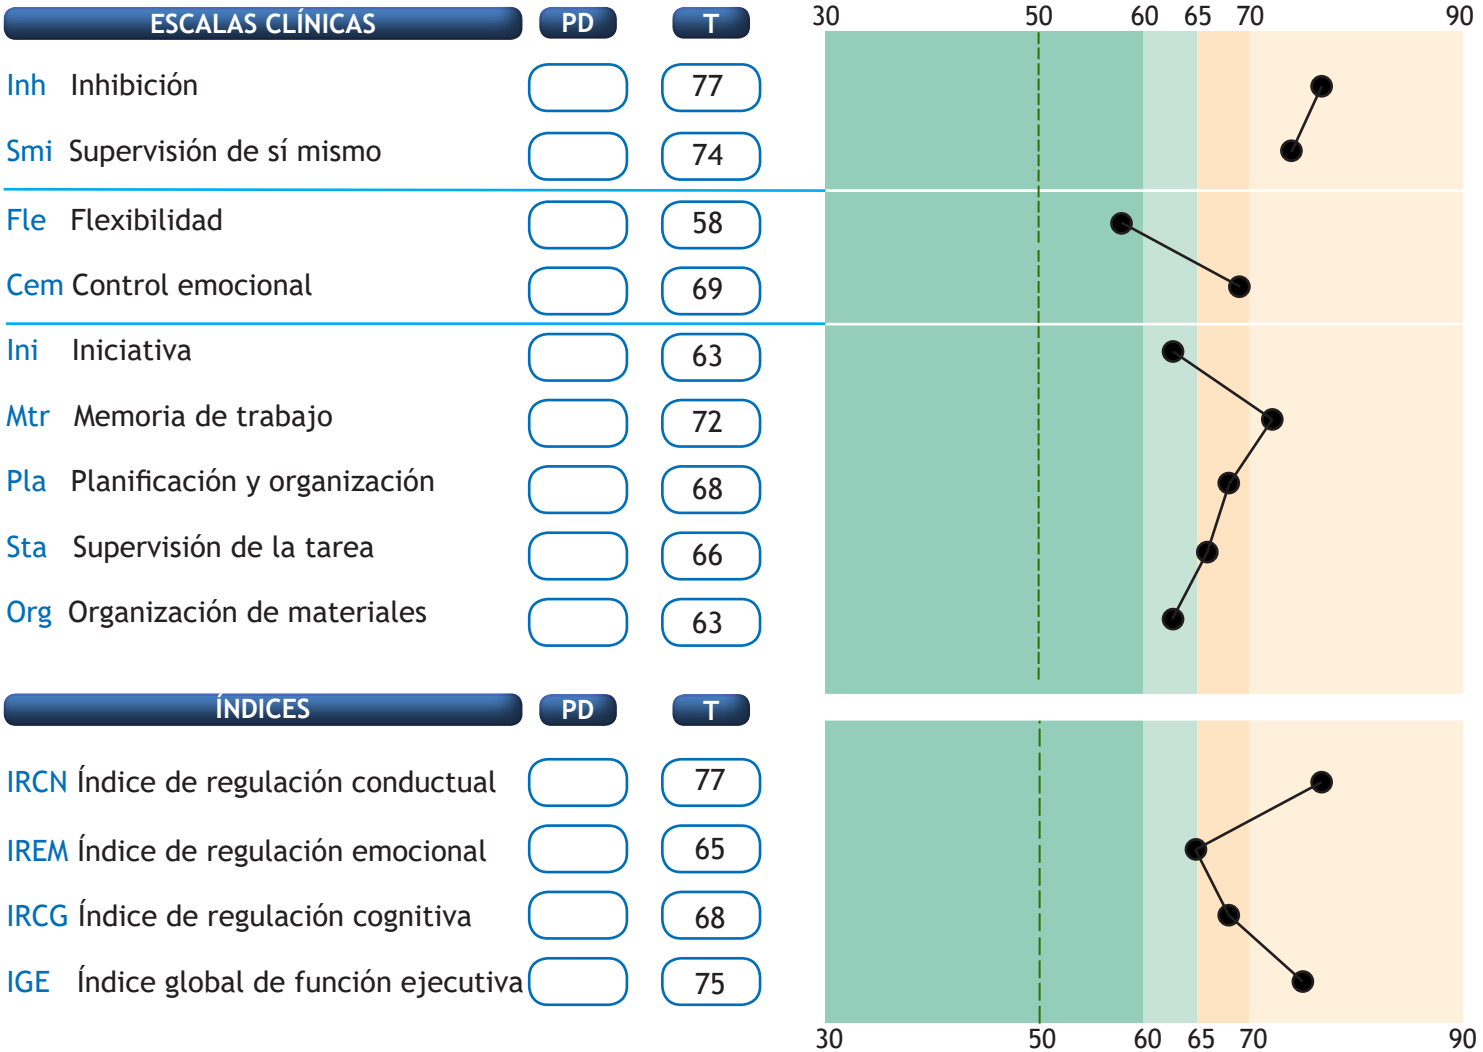 ESCALAS CLÍNICAS PD T 30 50 60 65 70 90
Inh Inhibición 77
Smi Supervisión de sí mismo 74
Fle Flexibilidad 58
Cem Control emocional 69
Ini Iniciativa 63
Mtr Memoria de trabajo 72
Pla Planificación y organización 68
Sta Supervisión de la tarea 66
Org Organización de materiales 63
ÍNDICES PD T
IRCN Índice de regulación conductual 77
IREM Índice de regulación emocional 65
IRCG Índice de regulación cognitiva 68
IGE Índice global de función ejecutiva 75
30 50 60 65 70 90